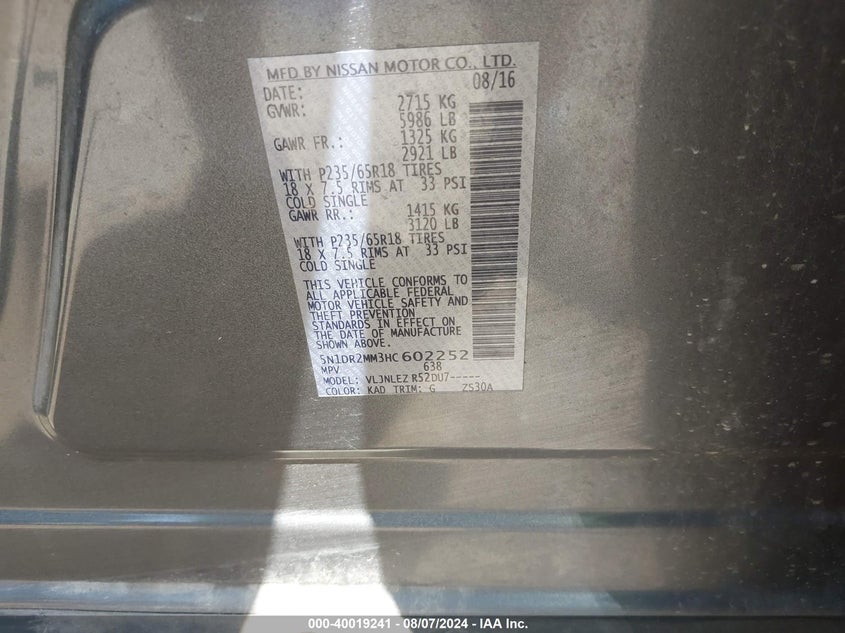 MFD BY NISSAN MOTOR CO., LTD.
DATE: 08/16
GVWR: 2715 KG
5986 LB
GAWR FR.: 1325 KG
2921 LB
WITH P235/65R18 TIRES
18 X 7.5 RIMS AT 33 PSI
COLD SINGLE
GAWR RR.: 1415 KG
3120 LB
WITH P235/65R18 TIRES
18 X 7.5 RIMS AT 33 PSI
COLD SINGLE
THIS VEHICLE CONFORMS TO
ALL APPLICABLE FEDERAL
MOTOR VEHICLE SAFETY AND
THEFT PREVENTION
STANDARDS IN EFFECT ON
THE DATE OF MANUFACTURE
SHOWN ABOVE.
5N1DR2MM3HC602252
MPV 638
MODEL: VLJNLEZ R52DU7-----
COLOR: KAD TRIM: G ZS30A
000-40019241 - 08/07/2024 - IAA Inc.